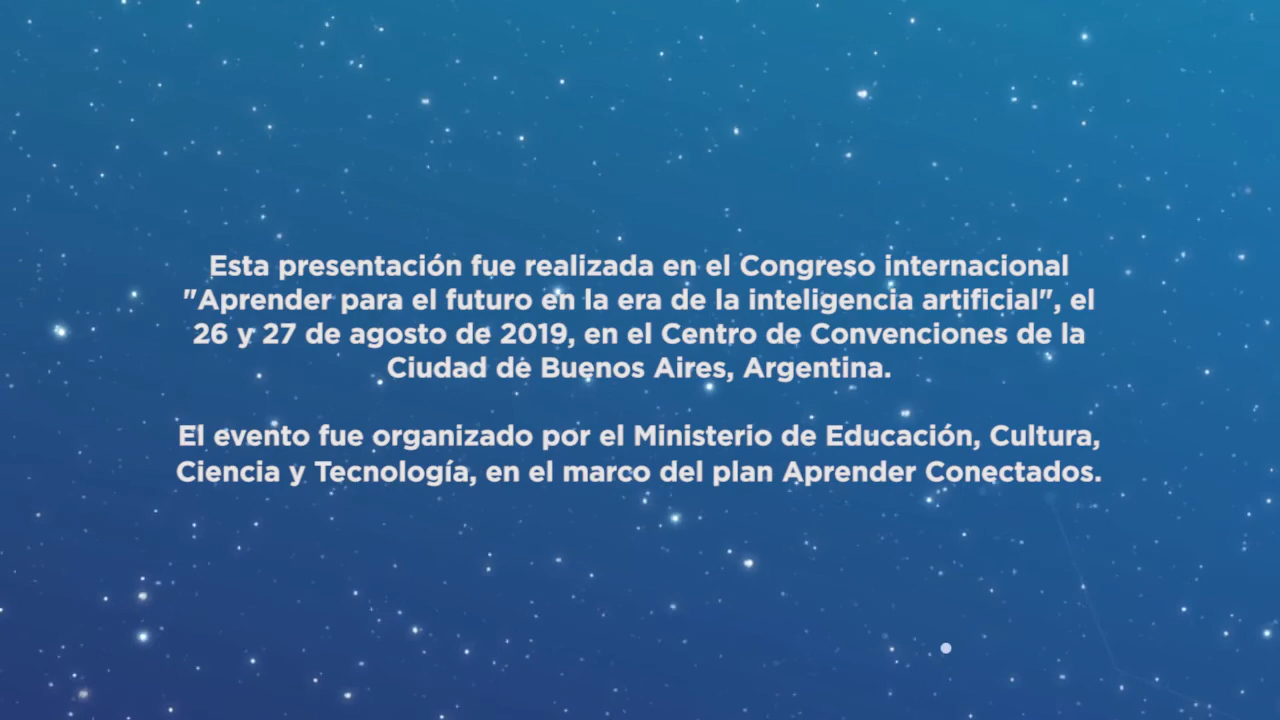 Esta presentación fue realizada en el Congreso internacional
"Aprender para el futuro en la era de la inteligencia artificial", el
26 y 27 de agosto de 2019, en el Centro de Convenciones de la
Ciudad de Buenos Aires, Argentina.
El evento fue organizado por el Ministerio de Educación, Cultura,
Ciencia y Tecnología, en el marco del plan Aprender Conectados.